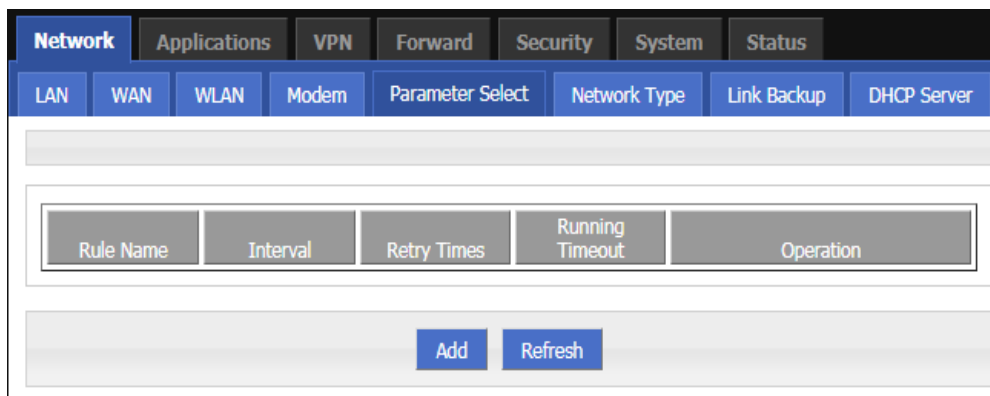 Network Applications VPN Forward Security System Status
LAN WAN WLAN Modem Parameter Select Network Type Link Backup DHCP Server
Rule Name Interval Retry Times Running Timeout Operation
Add Refresh